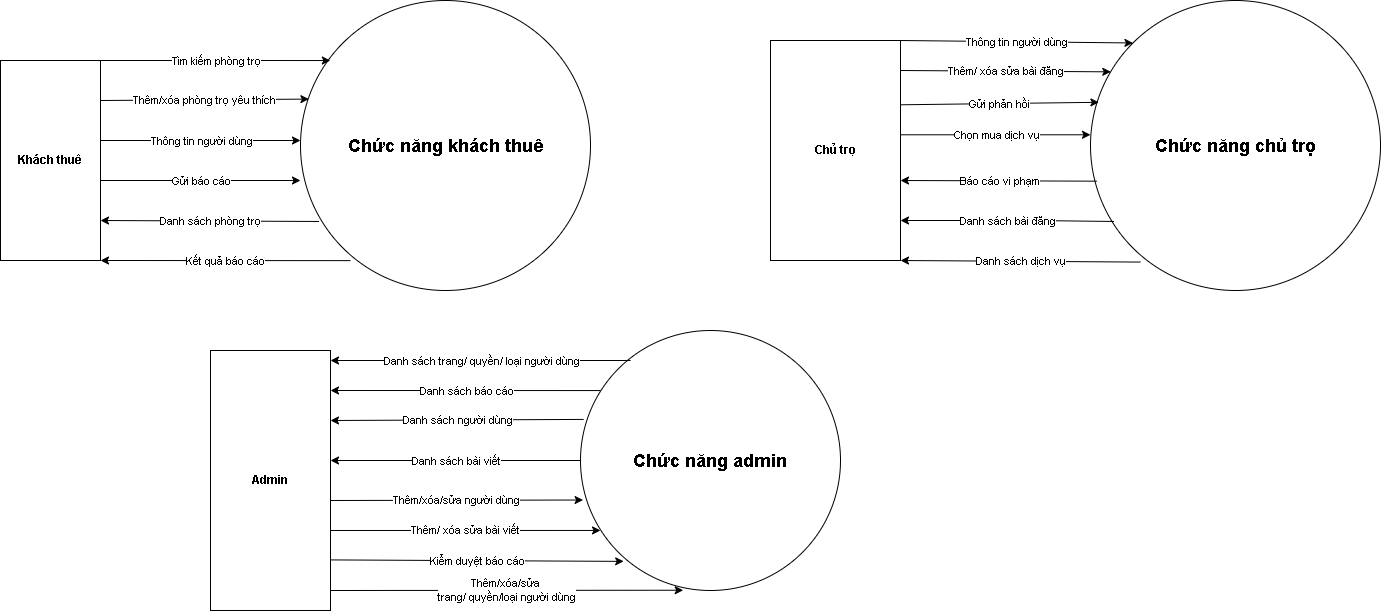 Tìm kiếm phòng trọ
Thêm/xóa phòng trọ yêu thích
Thông tin người dùng
Gửi báo cáo
Danh sách phòng trọ
Kết quả báo cáo
Khách thuê
Chức năng khách thuê
Thông tin người dùng
Thêm/ xóa sửa bài đăng
Gửi phản hồi
Chọn mua dịch vụ
Báo cáo vi phạm
Danh sách bài đăng
Danh sách dịch vụ
Chủ trọ
Chức năng chủ trọ
Danh sách trang/ quyền/ loại người dùng
Danh sách báo cáo
Danh sách người dùng
Danh sách bài viết
Thêm/xóa/sửa người dùng
Thêm/ xóa sửa bài viết
Kiểm duyệt báo cáo
Thêm/xóa/sửa
trang/ quyền/loại người dùng
Admin
Chức năng admin